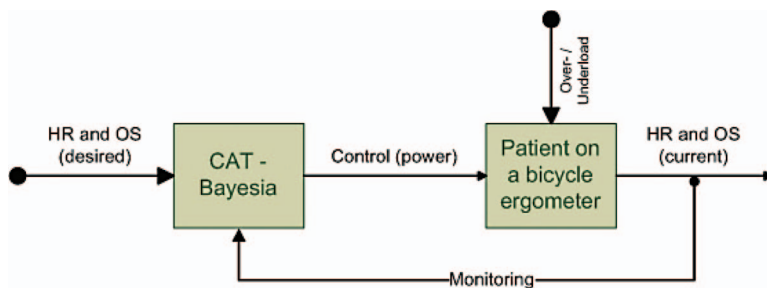 Over- /
Underload
HR and OS
(desired)
CAT -
Bayesia
Control (power)
Patient on
a bicycle
ergometer
HR and OS
(current)
Monitoring